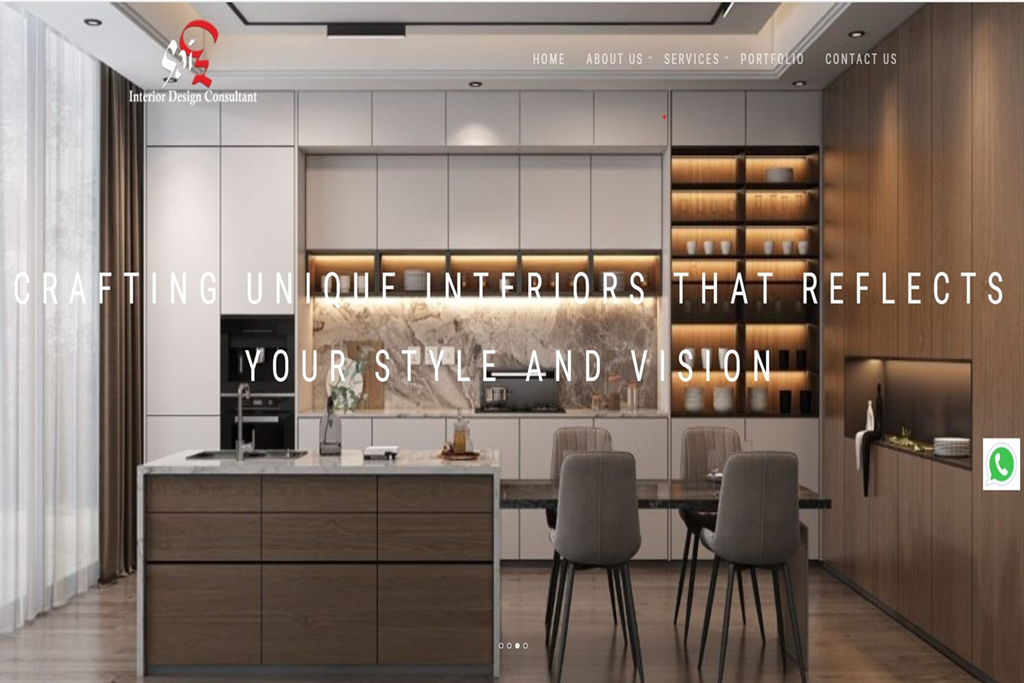 Interior Design Consultant
HOME ABOUT US SERVICES PORTFOLIO CONTACT US
CRAFTING UNIQUE INTERIORS THAT REFLECTS
YOUR STYLE AND VISION